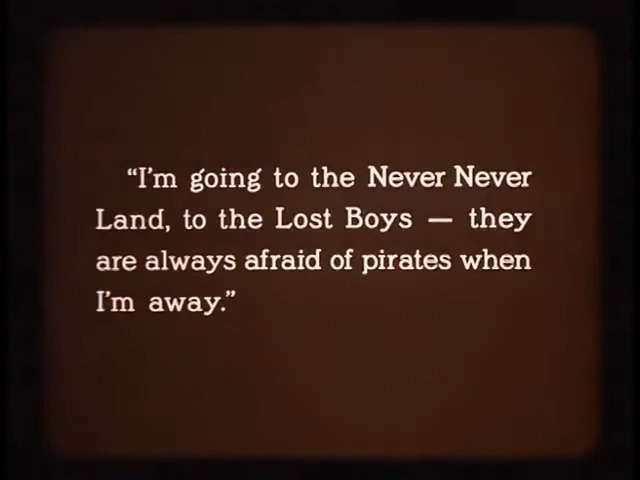 “I'm going to the Never Never
Land, to the Lost Boys — they
are always afraid of pirates when
I'm away.”